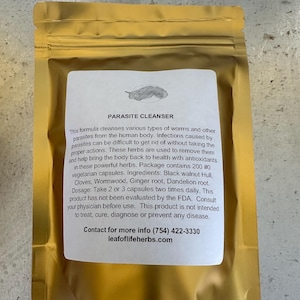 PARASITE CLEANSER
This formula cleanses various types of worms and other
parasites from the human body. Infections caused by
parasites can be difficult to get rid of without taking the
proper actions. These herbs are used to remove them
and help bring the body back to health with antioxidants
in these powerful herbs. Package contains 200 #0
vegetarian capsules. Ingredients: Black walnut Hull,
Cloves, Wormwood, Ginger root, Dandelion root.
Dosage: Take 2 or 3 capsules two times daily. This
product has not been evaluated by the FDA. Consult
your physician before use. This product is not intended
to treat, cure, diagnose or prevent any disease.
Contact for more info (754) 422-3330
leafoflifeherbs.com